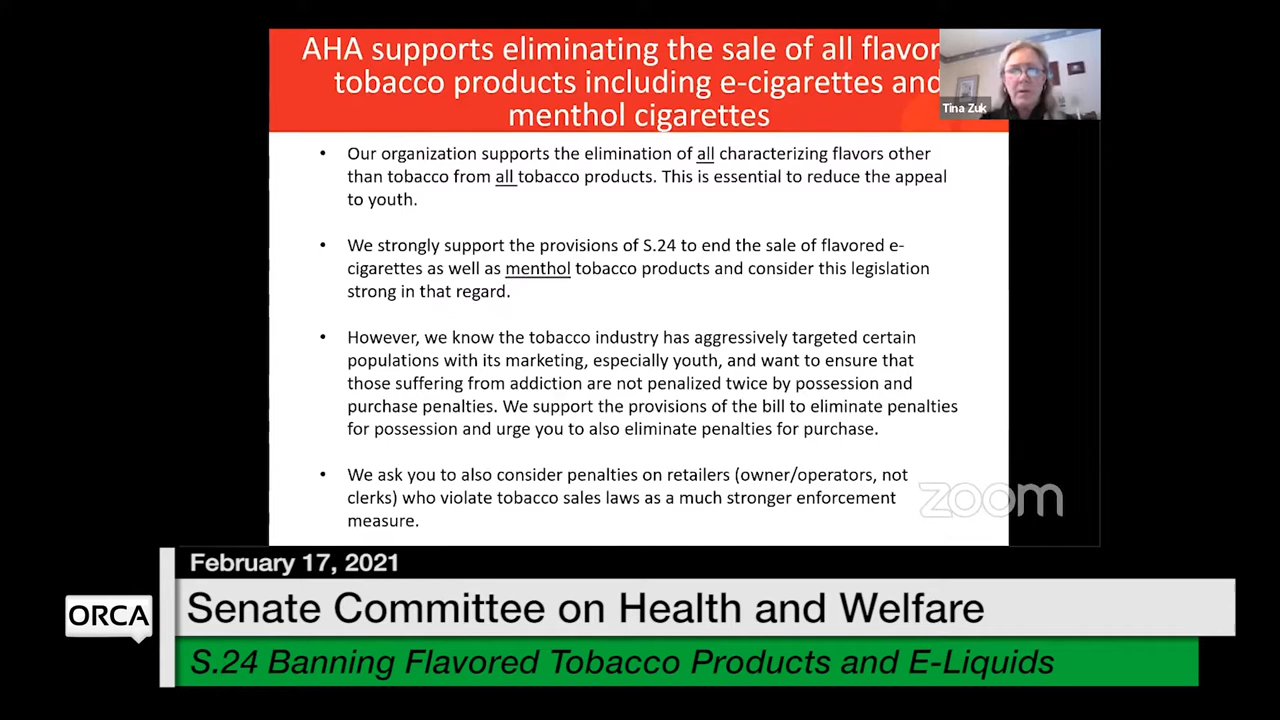 AHA supports eliminating the sale of all flavor
tobacco products including e-cigarettes and
menthol cigarettes
Tina Zuk
• Our organization supports the elimination of all characterizing flavors other
than tobacco from all tobacco products. This is essential to reduce the appeal
to youth.
• We strongly support the provisions of S.24 to end the sale of flavored e-
cigarettes as well as menthol tobacco products and consider this legislation
strong in that regard.
• However, we know the tobacco industry has aggressively targeted certain
populations with its marketing, especially youth, and want to ensure that
those suffering from addiction are not penalized twice by possession and
purchase penalties. We support the provisions of the bill to eliminate penalties
for possession and urge you to also eliminate penalties for purchase.
• We ask you to also consider penalties on retailers (owner/operators, not
clerks) who violate tobacco sales laws as a much stronger enforcement
measure.
zoom
February 17, 2021
ORCA
Senate Committee on Health and Welfare
S.24 Banning Flavored Tobacco Products and E-Liquids